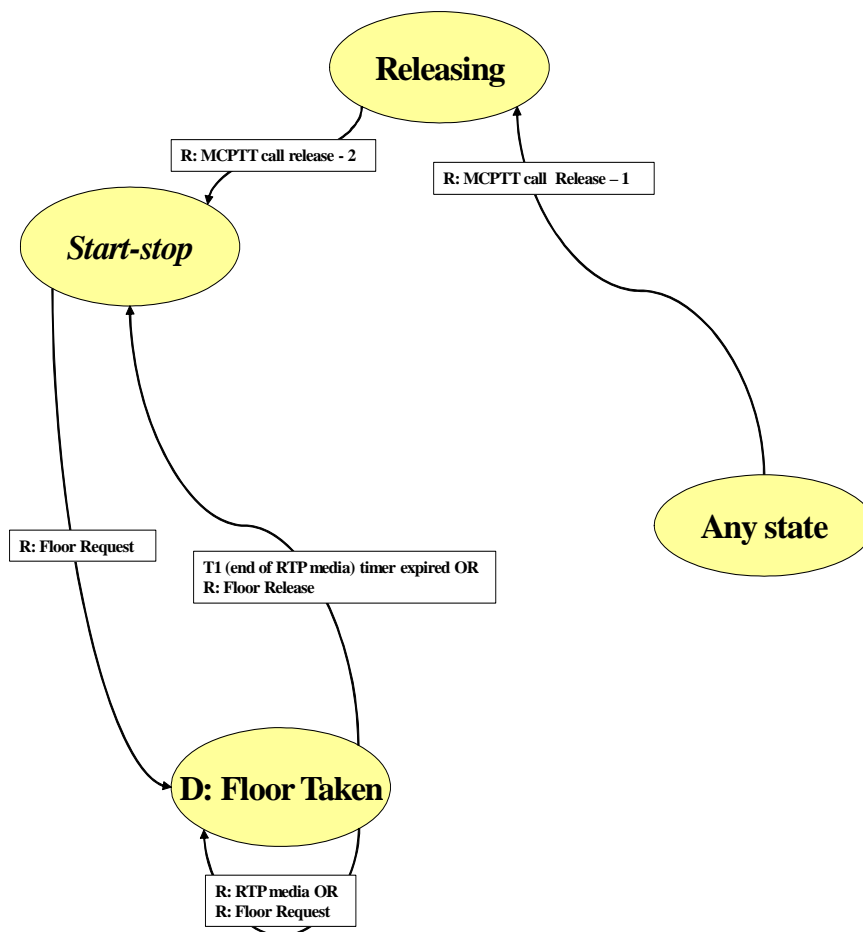 Releasing
R: MCPTT call release - 2
R: MCPTT call Release – 1
Start-stop
Any state
R: Floor Request
T1 (end of RTP media) timer expired OR
R: Floor Release
D: Floor Taken
R: RTP media OR
R: Floor Request